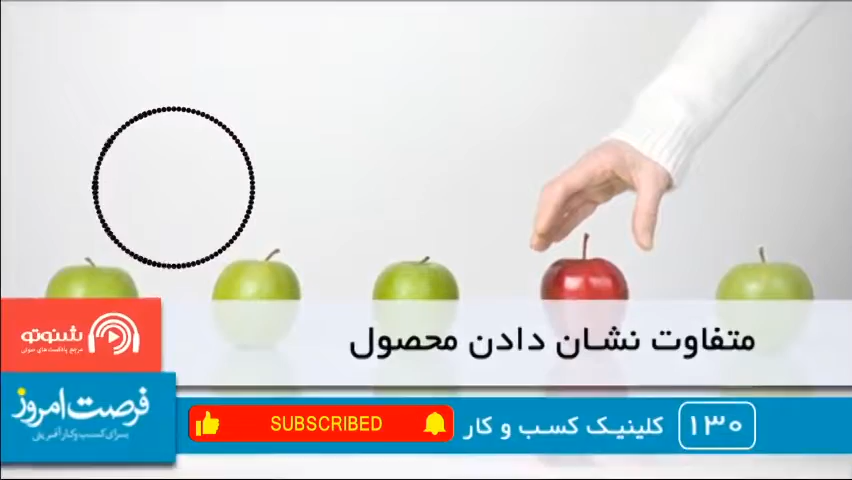 متفاوت نشان دادن محصول
شنوتو
مرجع پادکست‌های صوتی
فرصت امروز
برای کسب و کار آفرینش
۱۳۰
کلینیک کسب و کار
SUBSCRIBED